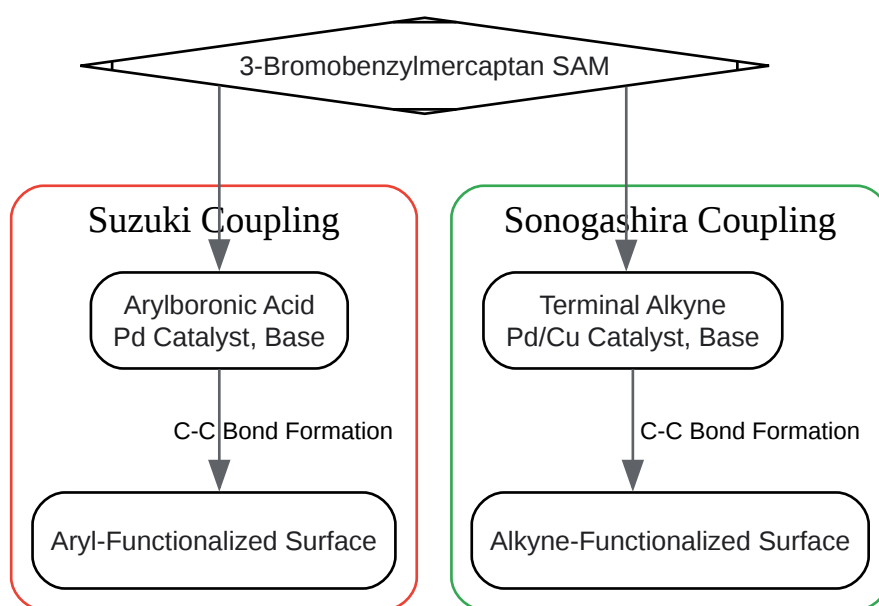 3-Bromobenzylmercaptan SAM
Suzuki Coupling
Arylboronic Acid
Pd Catalyst, Base
C-C Bond Formation
Aryl-Functionalized Surface
Sonogashira Coupling
Terminal Alkyne
Pd/Cu Catalyst, Base
C-C Bond Formation
Alkyne-Functionalized Surface